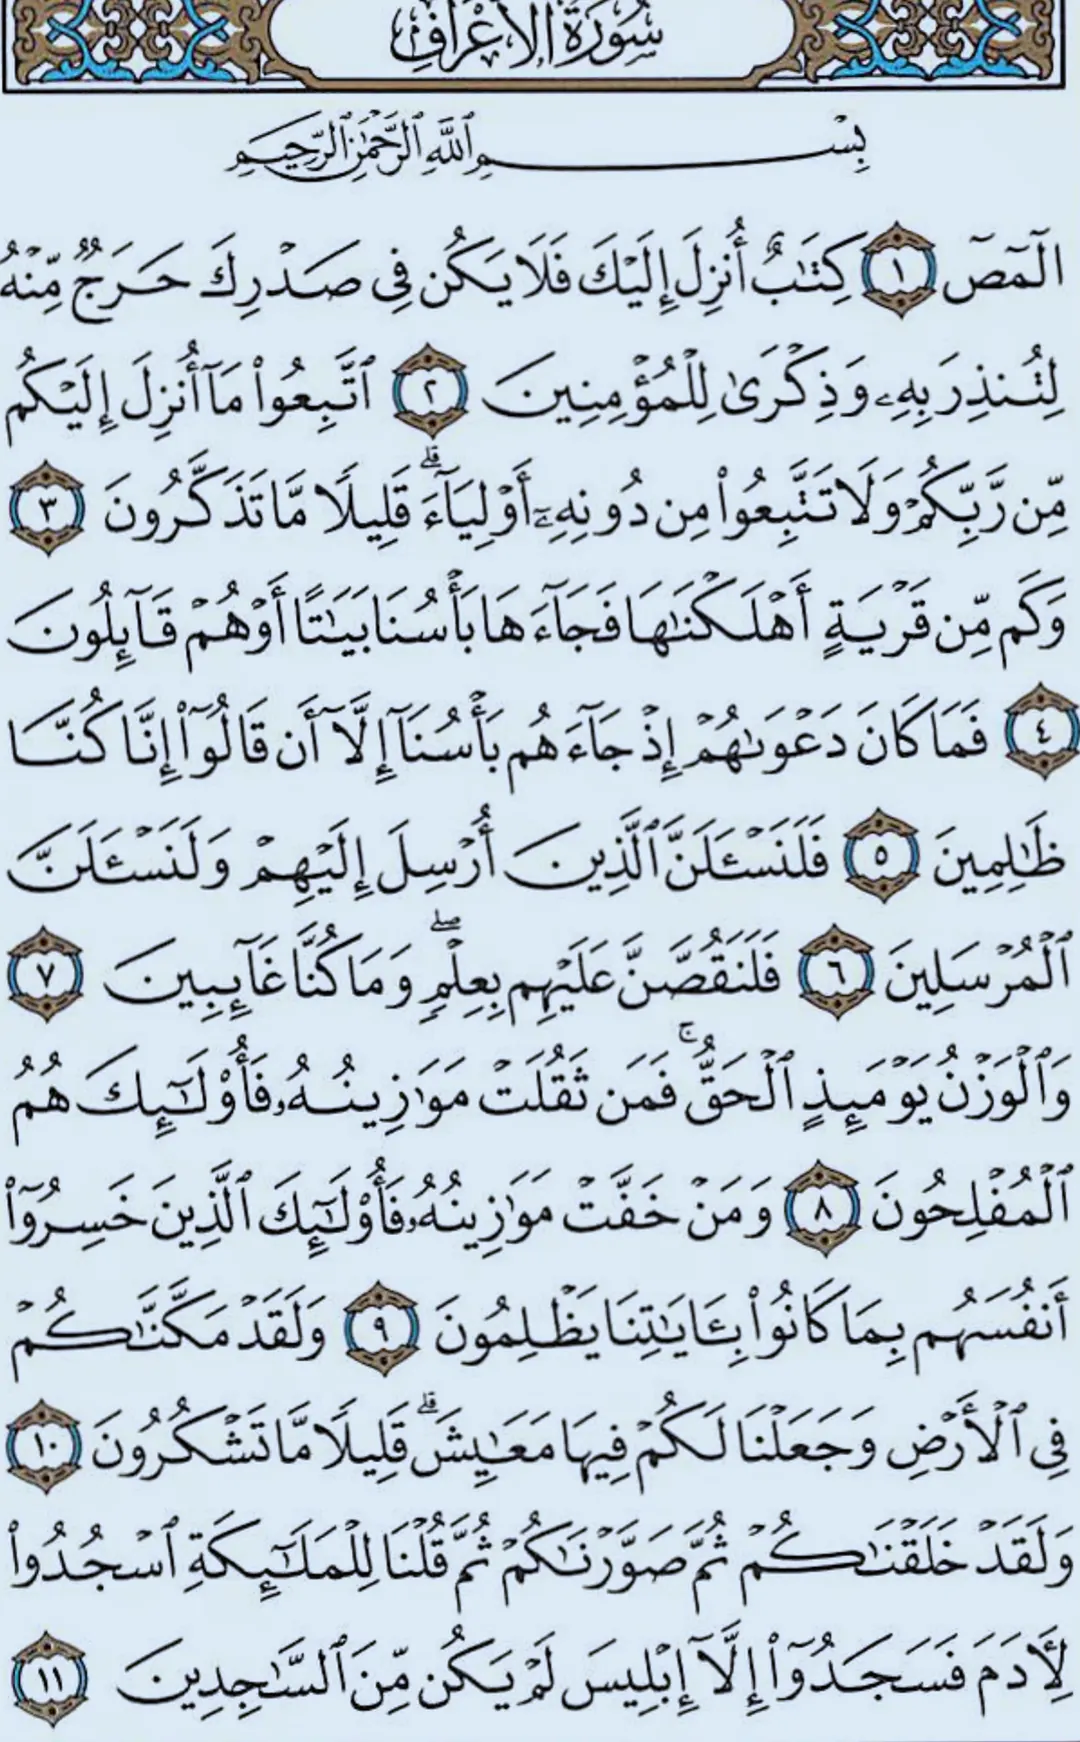 سُورَةُ الْأَعْرَافِ
بِسْمِ ٱللَّهِ ٱلرَّحْمَٰنِ ٱلرَّحِيمِ
الٓمٓصٓ ١ كِتَٰبٌ أُنزِلَ إِلَيْكَ فَلَا يَكُن فِى صَدْرِكَ حَرَجٌ مِّنْهُ
لِتُنذِرَ بِهِۦ وَذِكْرَىٰ لِلْمُؤْمِنِينَ ٢ ٱتَّبِعُوا۟ مَآ أُنزِلَ إِلَيْكُم
مِّن رَّبِّكُمْ وَلَا تَتَّبِعُوا۟ مِن دُونِهِۦٓ أَوْلِيَآءَ ۗ قَلِيلًا مَّا تَذَكَّرُونَ ٣
وَكَم مِّن قَرْيَةٍ أَهْلَكْنَٰهَا فَجَآءَهَا بَأْسُنَا بَيَٰتًا أَوْ هُمْ قَآئِلُونَ
٤ فَمَا كَانَ دَعْوَىٰهُمْ إِذْ جَآءَهُم بَأْسُنَآ إِلَّآ أَن قَالُوٓا۟ إِنَّا كُنَّا
ظَٰلِمِينَ ٥ فَلَنَسْـَٔلَنَّ ٱلَّذِينَ أُرْسِلَ إِلَيْهِمْ وَلَنَسْـَٔلَنَّ
ٱلْمُرْسَلِينَ ٦ فَلَنَقُصَّنَّ عَلَيْهِم بِعِلْمٍ ۖ وَمَا كُنَّا غَآئِبِينَ ٧
وَٱلْوَزْنُ يَوْمَئِذٍ ٱلْحَقُّ ۚ فَمَن ثَقُلَتْ مَوَٰزِينُهُۥ فَأُو۟لَٰٓئِكَ هُمُ
ٱلْمُفْلِحُونَ ٨ وَمَنْ خَفَّتْ مَوَٰزِينُهُۥ فَأُو۟لَٰٓئِكَ ٱلَّذِينَ خَسِرُوٓا۟
أَنفُسَهُم بِمَا كَانُوا۟ بِـَٔايَٰتِنَا يَظْلِمُونَ ٩ وَلَقَدْ مَكَّنَّٰكُمْ
فِى ٱلْأَرْضِ وَجَعَلْنَا لَكُمْ فِيهَا مَعَٰيِشَ ۗ قَلِيلًا مَّا تَشْكُرُونَ ١٠
وَلَقَدْ خَلَقْنَٰكُمْ ثُمَّ صَوَّرْنَٰكُمْ ثُمَّ قُلْنَا لِلْمَلَٰٓئِكَةِ ٱسْجُدُوا۟
لِـَٔادَمَ فَسَجَدُوٓا۟ إِلَّآ إِبْلِيسَ لَمْ يَكُن مِّنَ ٱلسَّٰجِدِينَ ١١